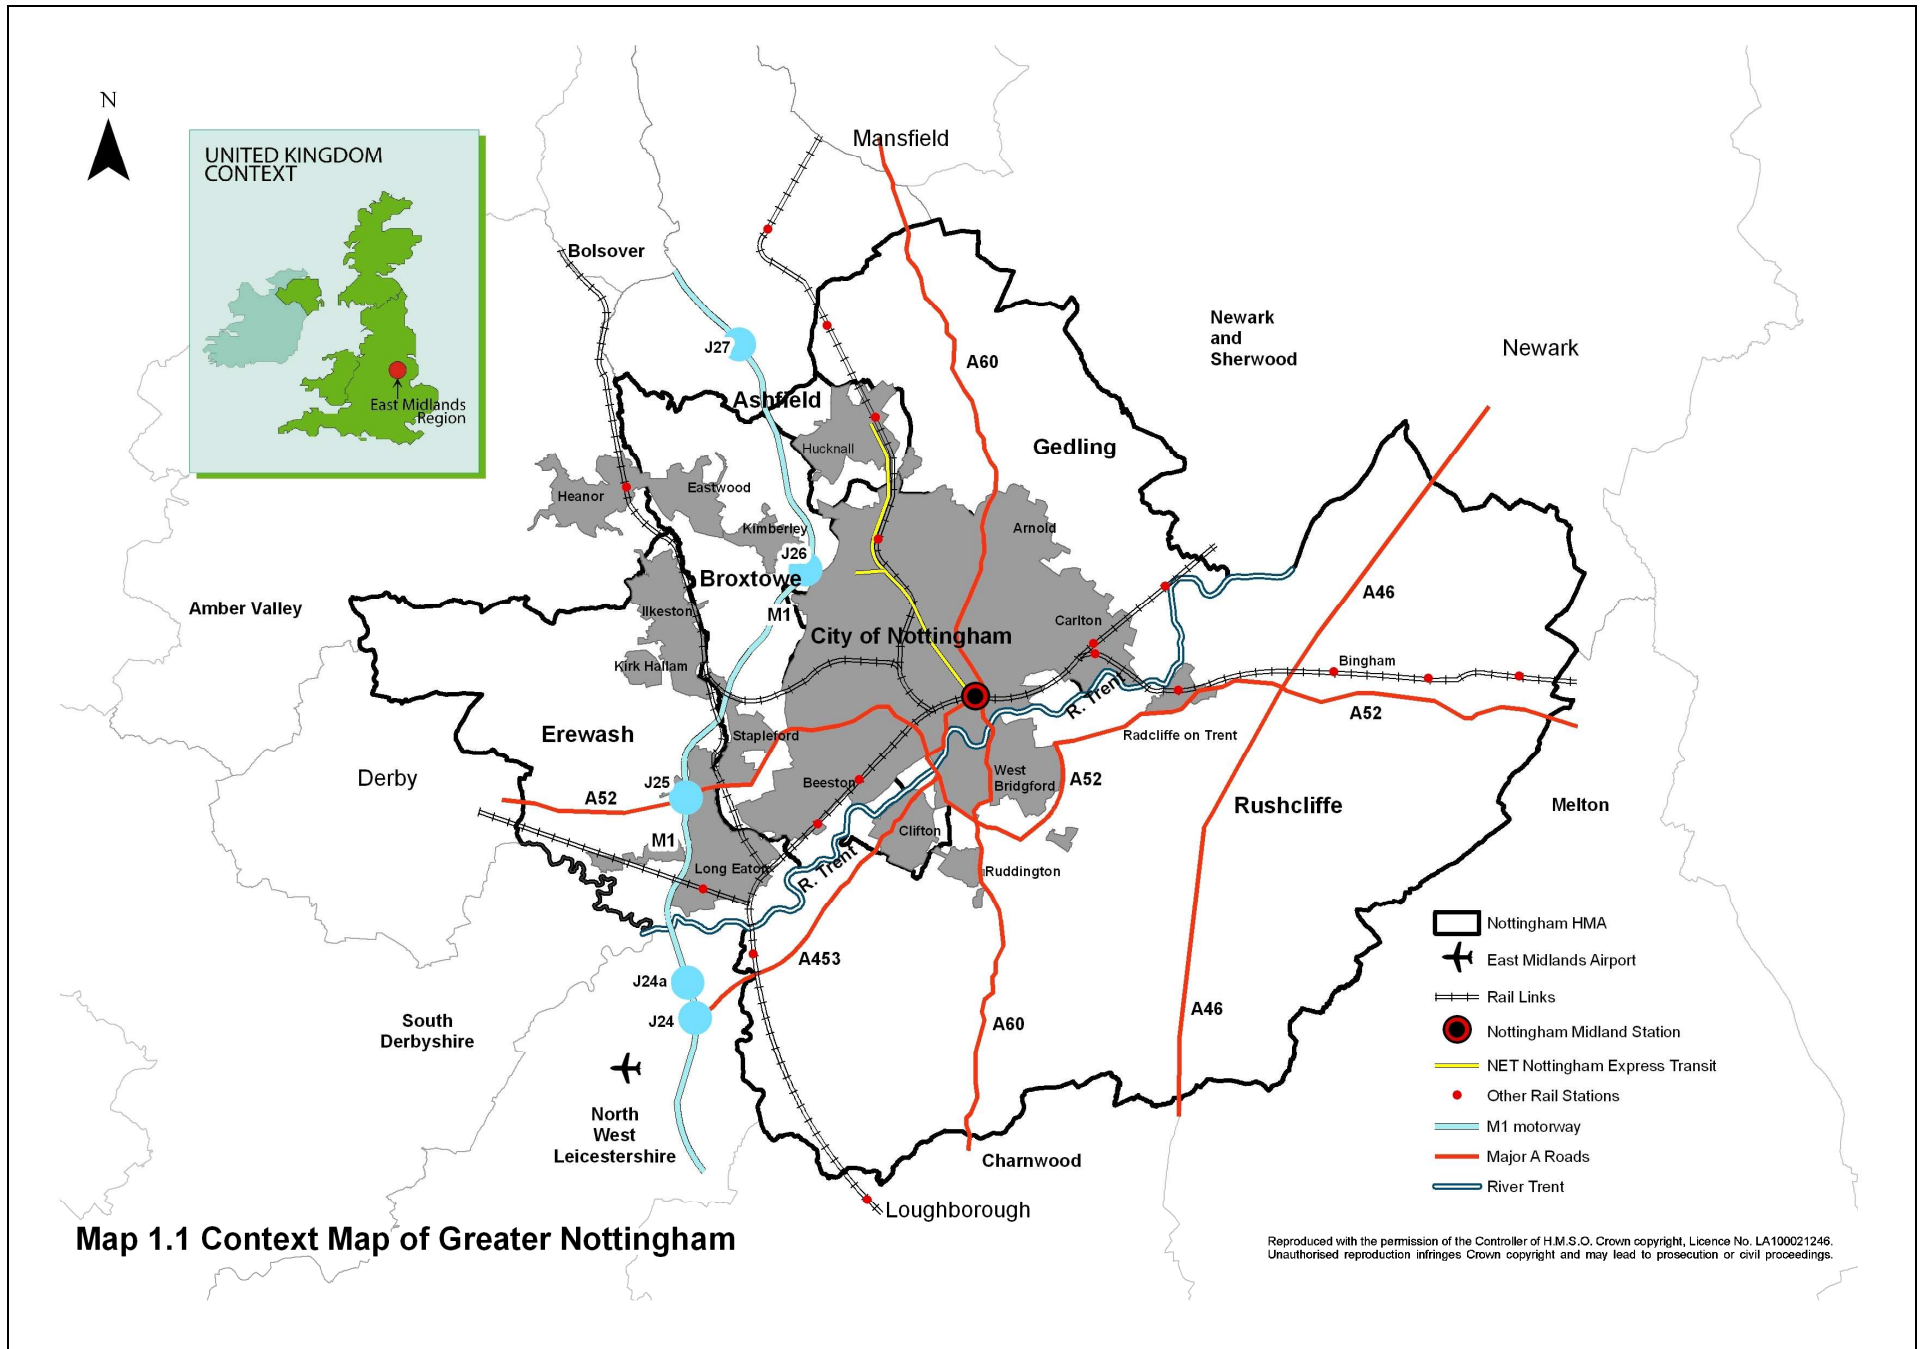 N
UNITED KINGDOM
CONTEXT
East Midlands
Region
Mansfield
Bolsover
J27
A60
Newark
and
Sherwood
Newark
Ashfield
Hucknall
Gedling
Heanor
Eastwood
Kimberley
Arnold
J26
Broxtowe
A46
Amber Valley
Ilkeston
M1
City of Nottingham
Carlton
Kirk Hallam
Bingham
R. Trent
A52
Erewash
Stapleford
Radcliffe on Trent
Derby
J25
A52
Beeston
West
Bridgford
A52
Rushcliffe
Melton
M1
Clifton
Long Eaton
R. Trent
Ruddington
A453
J24a
J24
A60
A46
South
Derbyshire
North
West
Leicestershire
Charnwood
Loughborough
Nottingham HMA
East Midlands Airport
Rail Links
Nottingham Midland Station
NET Nottingham Express Transit
Other Rail Stations
M1 motorway
Major A Roads
River Trent
Map 1.1 Context Map of Greater Nottingham
Reproduced with the permission of the Controller of H.M.S.O. Crown copyright, Licence No. LA100021246.
Unauthorised reproduction infringes Crown copyright and may lead to prosecution or civil proceedings.